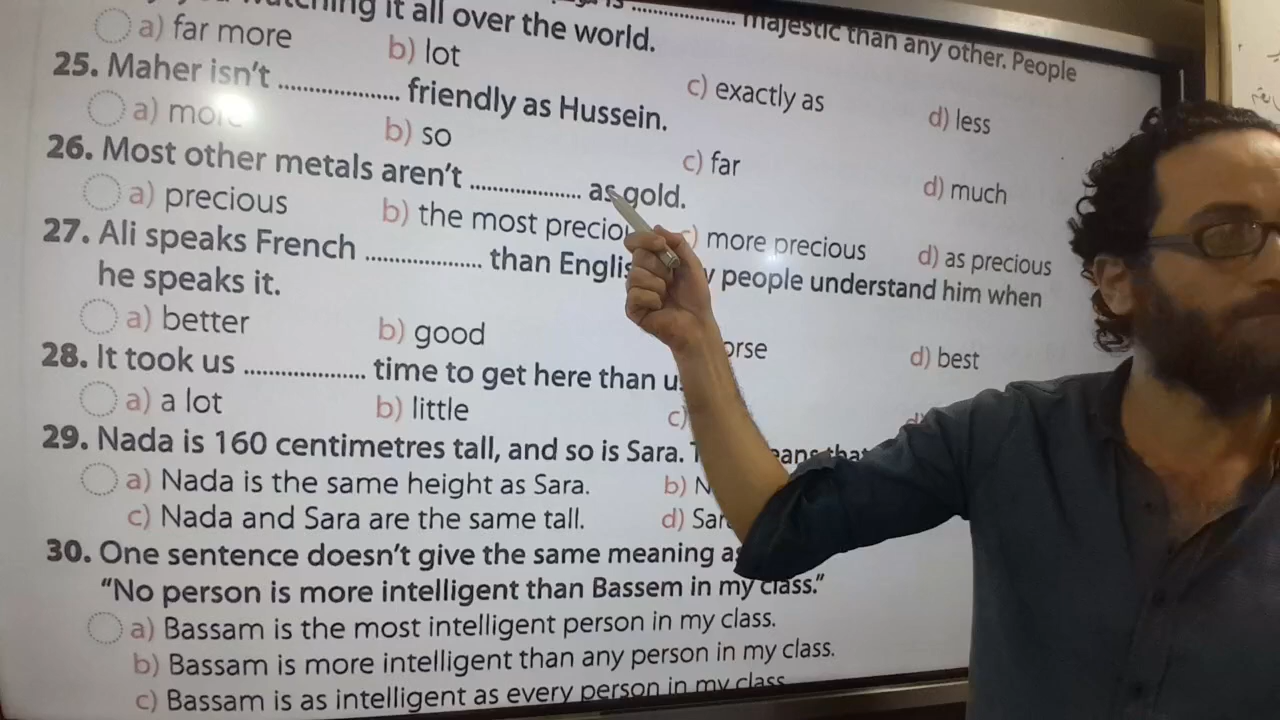 majestic than any other. People
it all over the world.
a) far more b) lot c) exactly as d) less
25. Maher isn't .................... friendly as Hussein.
a) b) so c) far d) much
26. Most other metals aren't .................... as gold.
a) precious b) the most c) more precious d) as precious
27. Ali speaks French .................... than people understand him when
he speaks it.
a) better b) good d) best
28. It took us .................... time to get here than
a) a lot b) little c)
29. Nada is 160 centimetres tall, and so is Sara.
a) Nada is the same height as Sara. b)
c) Nada and Sara are the same tall. d)
30. One sentence doesn't give the same meaning
"No person is more intelligent than Bassem in my class."
a) Bassam is the most intelligent person in my class.
b) Bassam is more intelligent than any person in my class.
c) Bassam is as intelligent as every person in my class